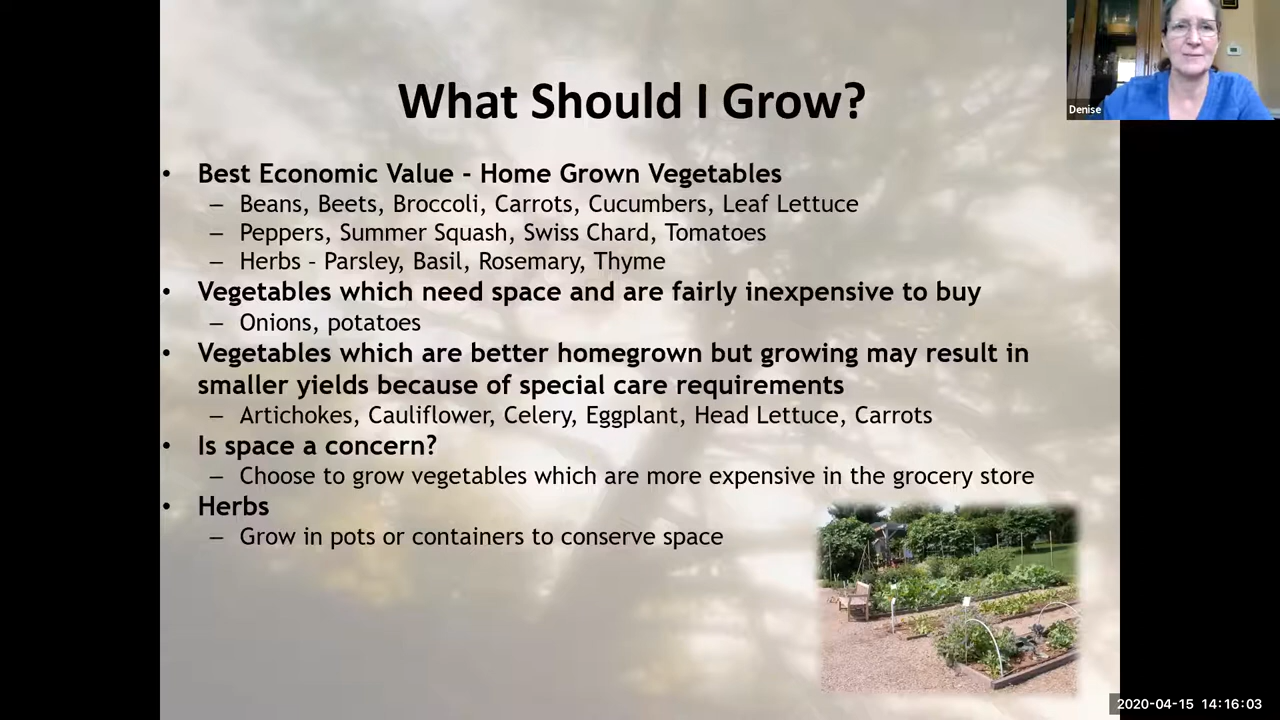 What Should I Grow?
Denise
• Best Economic Value - Home Grown Vegetables
– Beans, Beets, Broccoli, Carrots, Cucumbers, Leaf Lettuce
– Peppers, Summer Squash, Swiss Chard, Tomatoes
– Herbs - Parsley, Basil, Rosemary, Thyme
• Vegetables which need space and are fairly inexpensive to buy
– Onions, potatoes
• Vegetables which are better homegrown but growing may result in
smaller yields because of special care requirements
– Artichokes, Cauliflower, Celery, Eggplant, Head Lettuce, Carrots
• Is space a concern?
– Choose to grow vegetables which are more expensive in the grocery store
• Herbs
– Grow in pots or containers to conserve space
2020-04-15 14:16:03